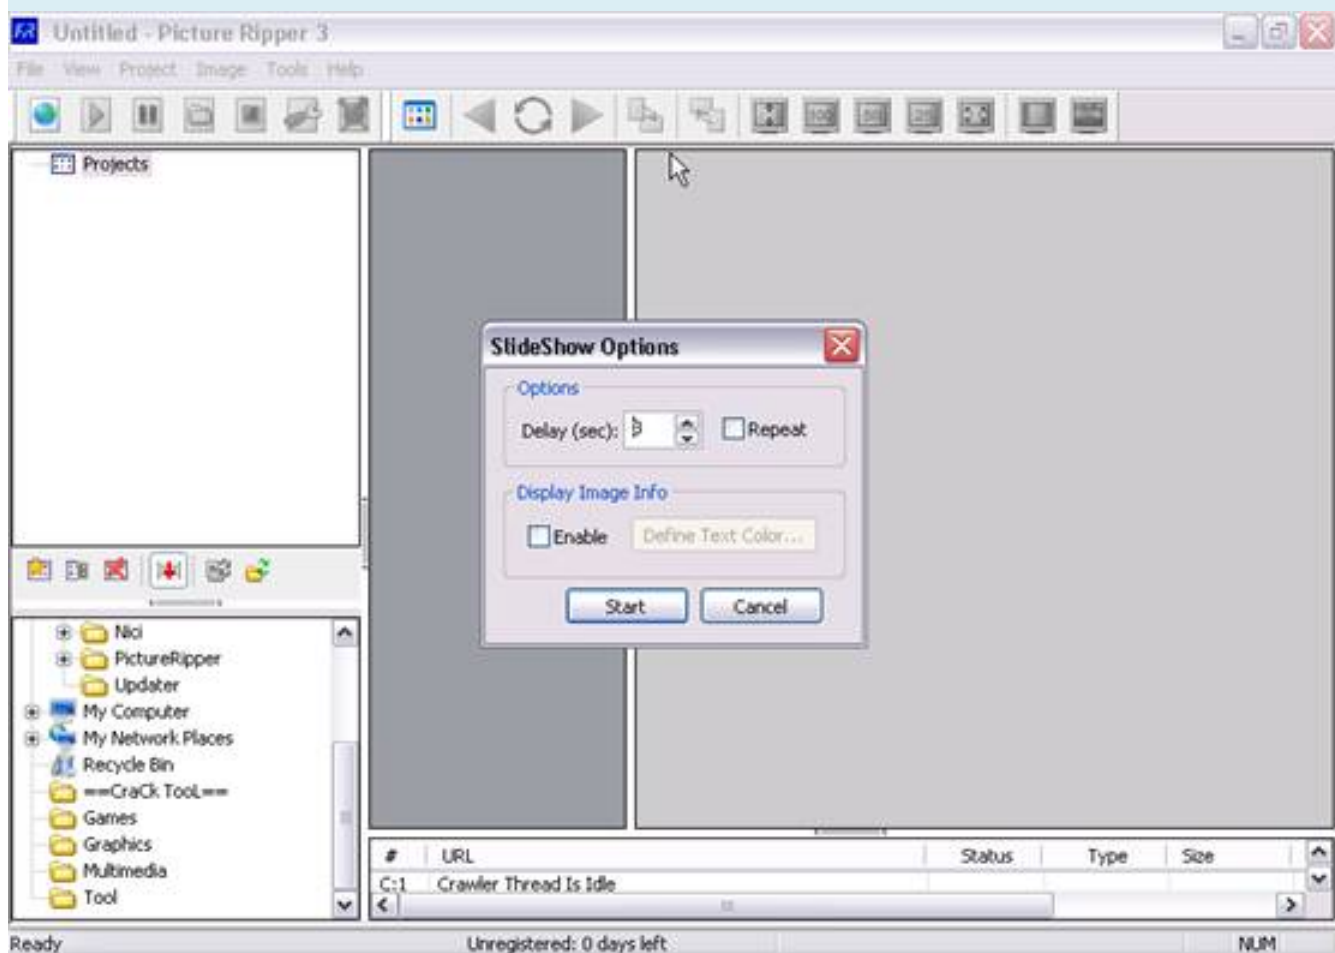 Untitled - Picture Ripper 3
File View Project Image Tools Help
100 50 25
Projects
SlideShow Options
Options
Delay (sec): 3 Repeat
Display Image Info
Enable Define Text Color...
Start Cancel
Nici
PictureRipper
Updater
My Computer
My Network Places
Recycle Bin
==CraCk TooL==
Games
Graphics
Multimedia
Tool
# URL Status Type Size
C:1 Crawler Thread Is Idle
Ready Unregistered: 0 days left NUM